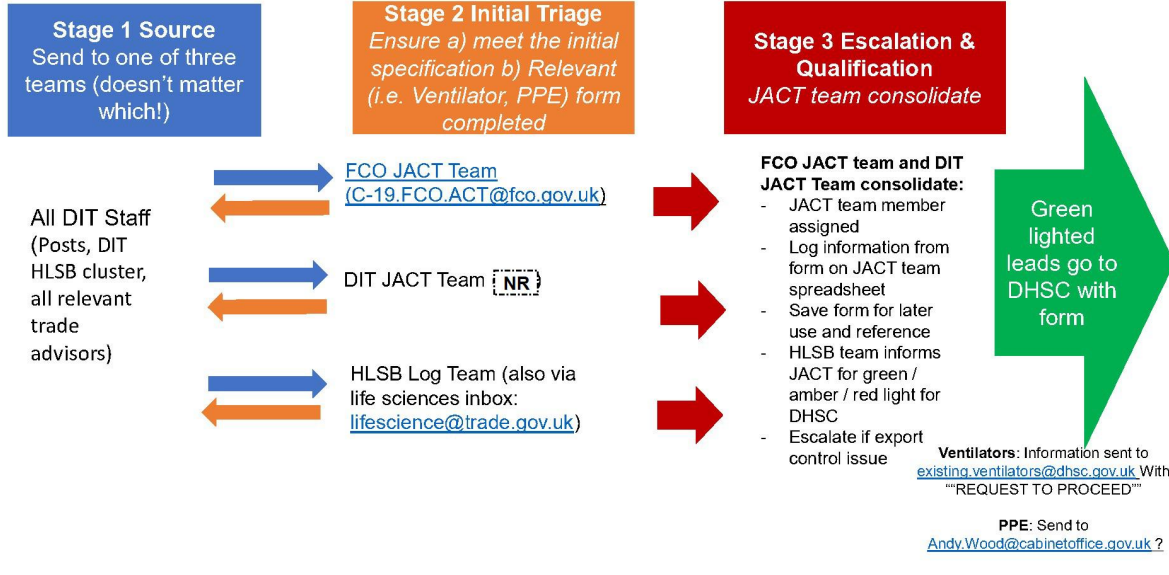 Stage 1 Source
Send to one of three
teams (doesn't matter
which!)
Stage 2 Initial Triage
Ensure a) meet the initial
specification b) Relevant
(i.e. Ventilator, PPE) form
completed
Stage 3 Escalation &
Qualification
JACT team consolidate
All DIT Staff
(Posts, DIT
HLSB cluster,
all relevant
trade
advisors)
FCO JACT Team
(C-19.FCO.ACT@fco.gov.uk)
DIT JACT Team NR
HLSB Log Team (also via
life sciences inbox:
lifescience@trade.gov.uk)
FCO JACT team and DIT
JACT Team consolidate:
- JACT team member
assigned
- Log information from
form on JACT team
spreadsheet
- Save form for later
use and reference
- HLSB team informs
JACT for green /
amber / red light for
DHSC
- Escalate if export
control issue
Green
lighted
leads go to
DHSC with
form
Ventilators: Information sent to
existing.ventilators@dhsc.gov.uk With
""REQUEST TO PROCEED""
PPE: Send to
Andy.Wood@cabinetoffice.gov.uk ?